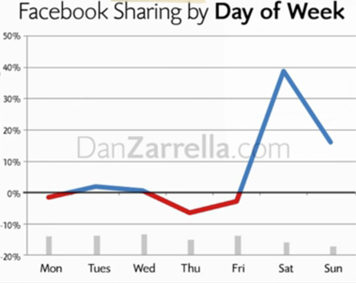 Facebook Sharing by Day of Week
50%
40%
30%
20%
DanZarrella.com
10%
0%
-10%
-20%
Mon Tues Wed Thu Fri Sat Sun